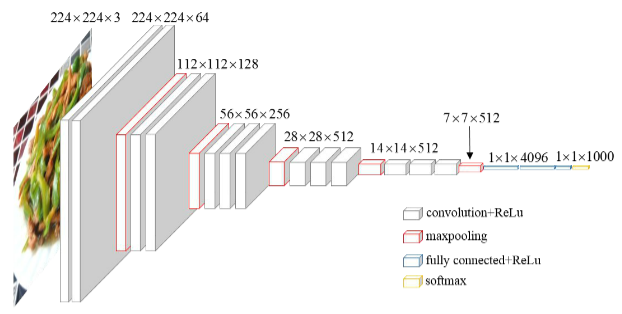 224×224×3
224×224×64
112×112×128
56×56×256
28×28×512
14×14×512
7×7×512
1×1×4096
1×1×1000
convolution+ReLu
maxpooling
fully connected+ReLu
softmax